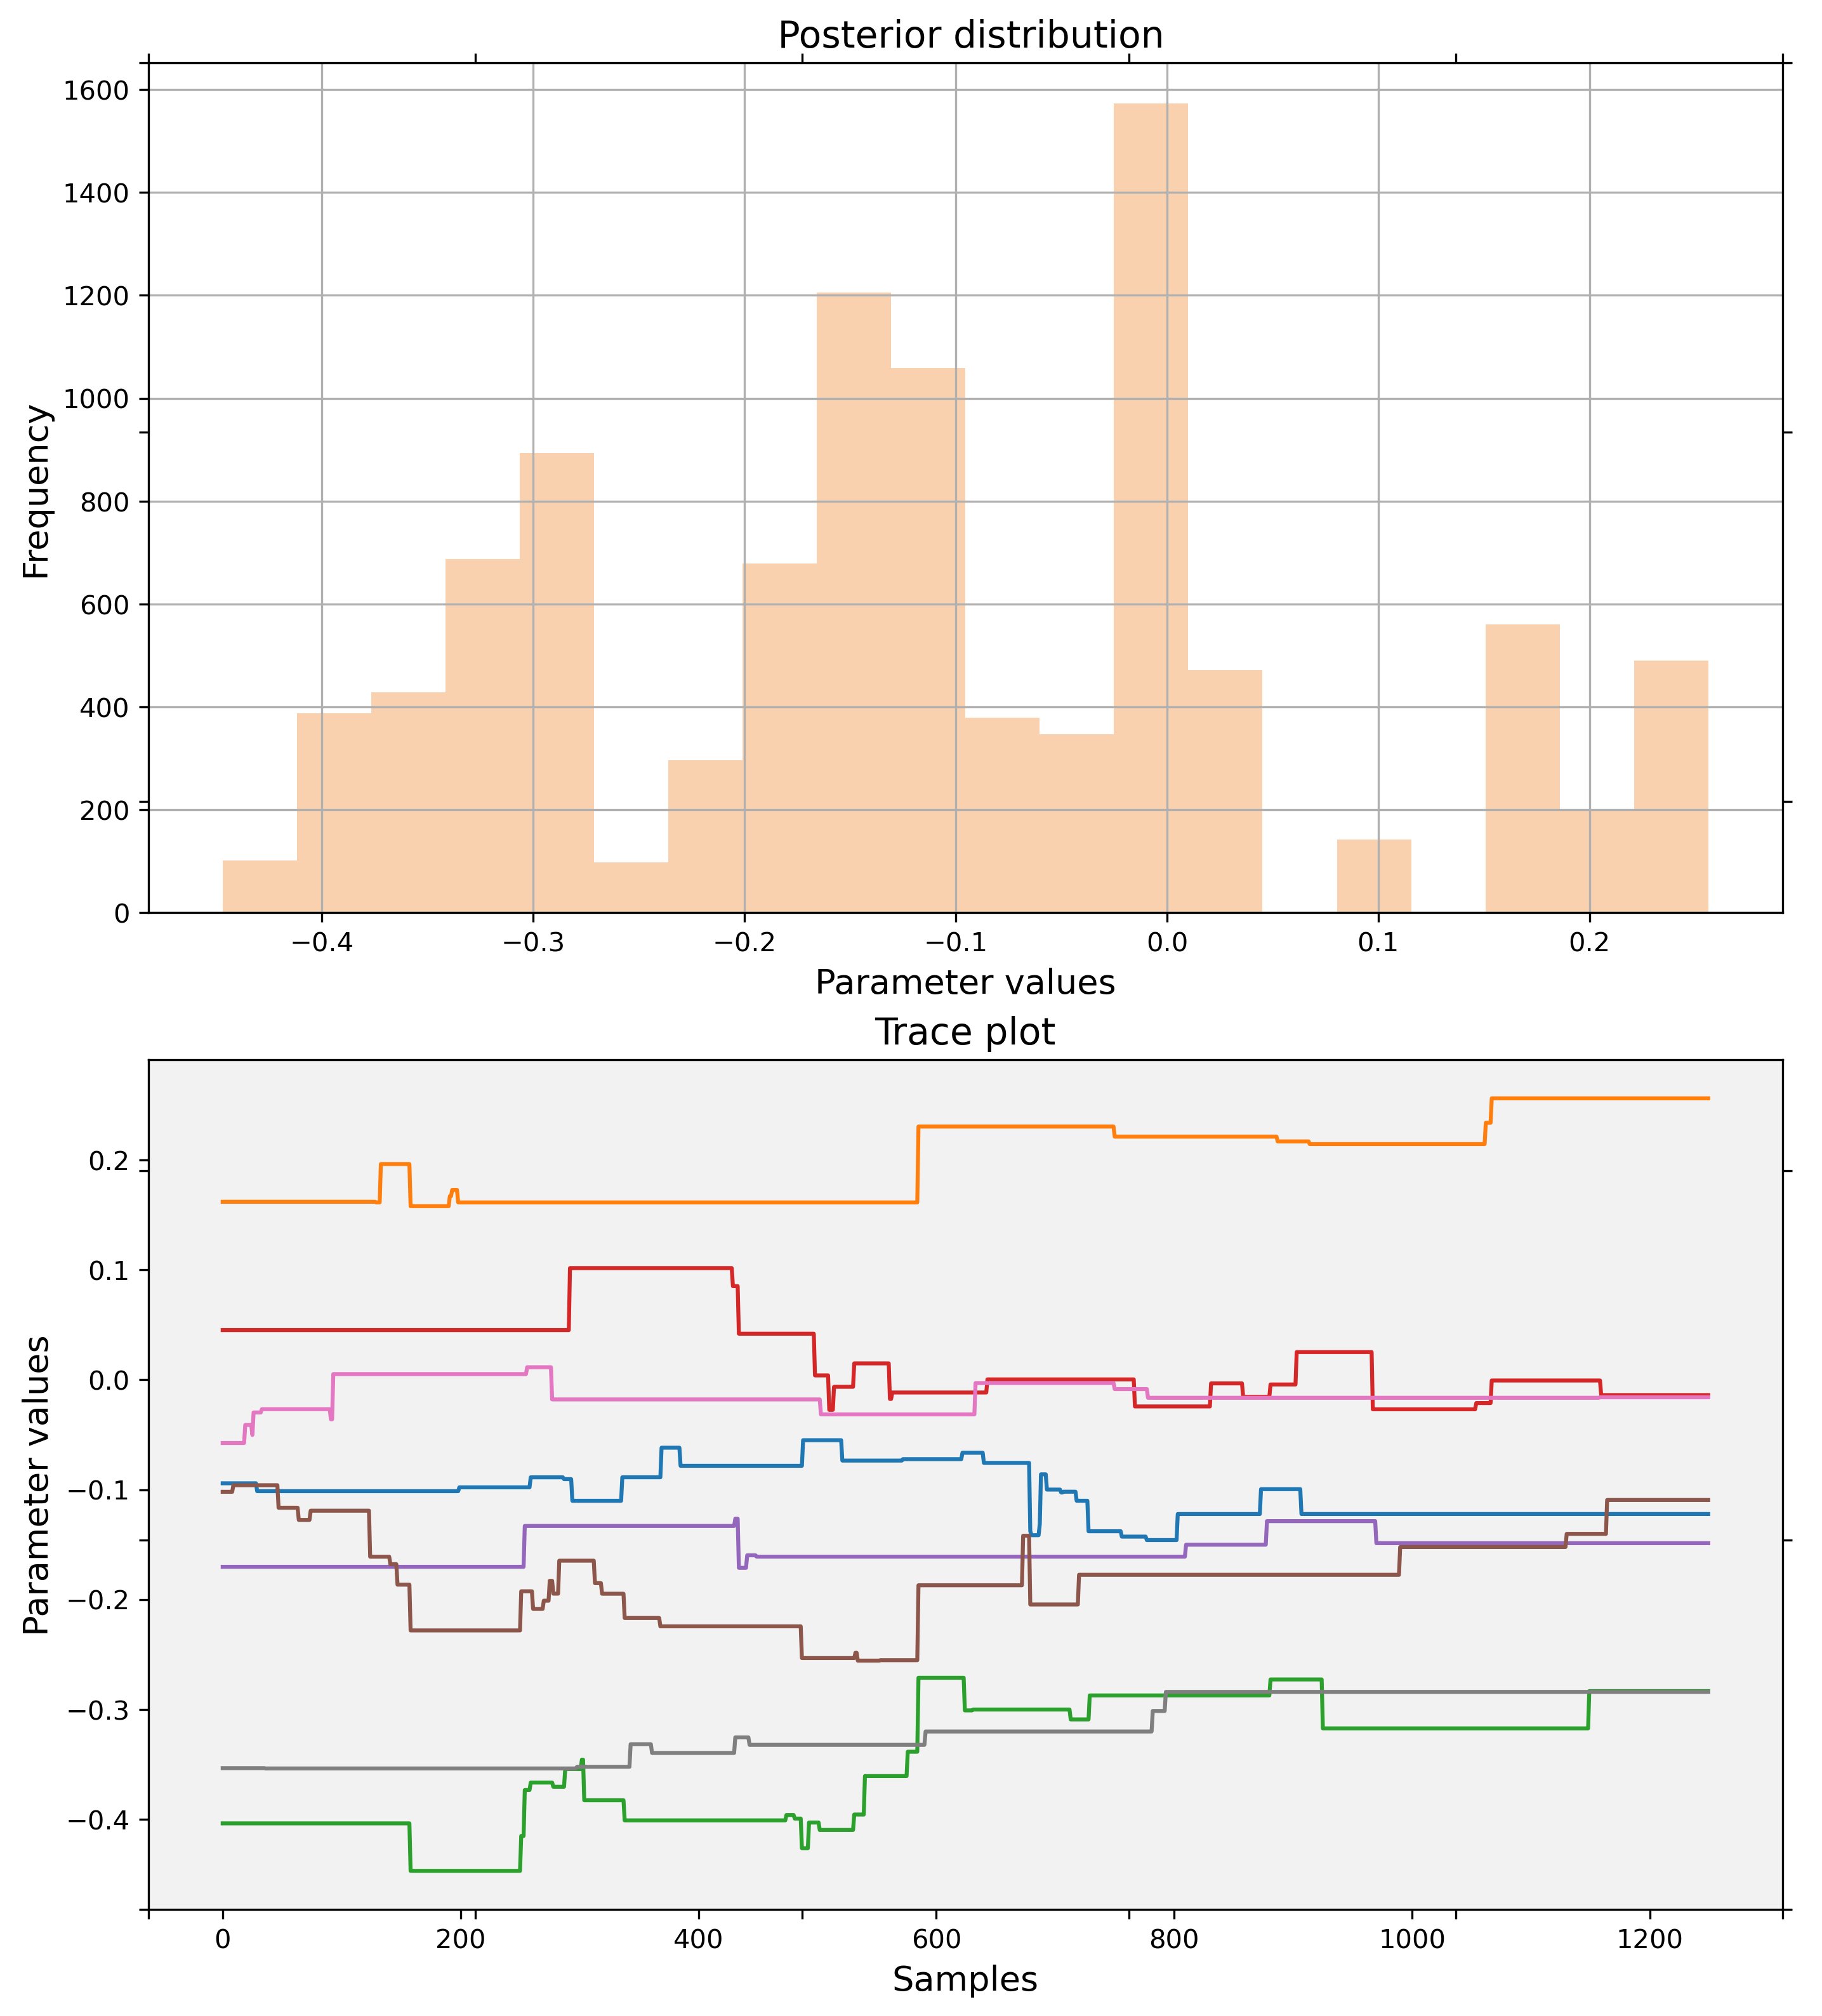 Posterior distribution
1600
1400
1200
1000
800
600
400
200
0
Frequency
−0.4 −0.3 −0.2 −0.1 0.0 0.1 0.2
Parameter values
Trace plot
0.2
0.1
0.0
−0.1
−0.2
−0.3
−0.4
Parameter values
0 200 400 600 800 1000 1200
Samples